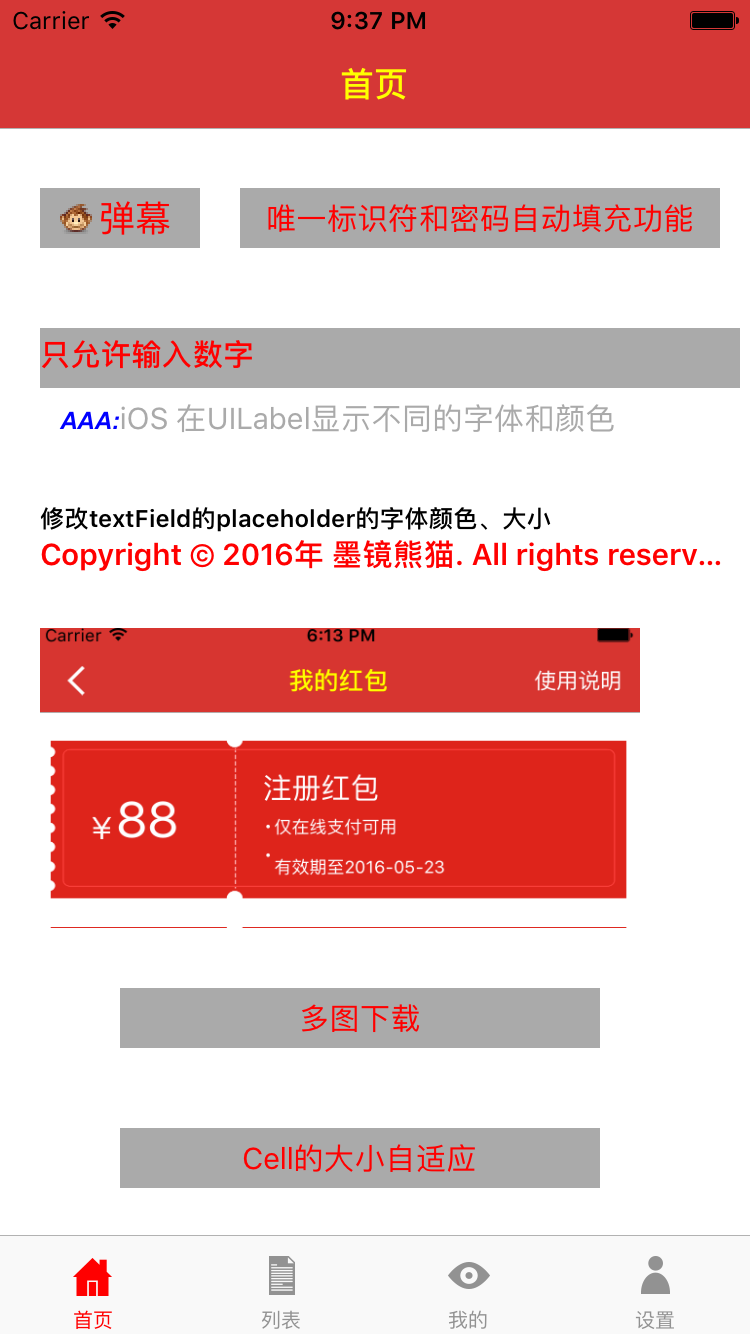 Carrier 9:37 PM
首页
弹幕 唯一标识符和密码自动填充功能
只允许输入数字
AAA:iOS 在UILabel显示不同的字体和颜色
修改textField的placeholder的字体颜色、大小
Copyright © 2016年 墨镜熊猫. All rights reserv...
Carrier 6:13 PM
我的红包 使用说明
注册红包
¥88
·仅在线支付可用
·有效期至2016-05-23
多图下载
Cell的大小自适应
首页 列表 我的 设置